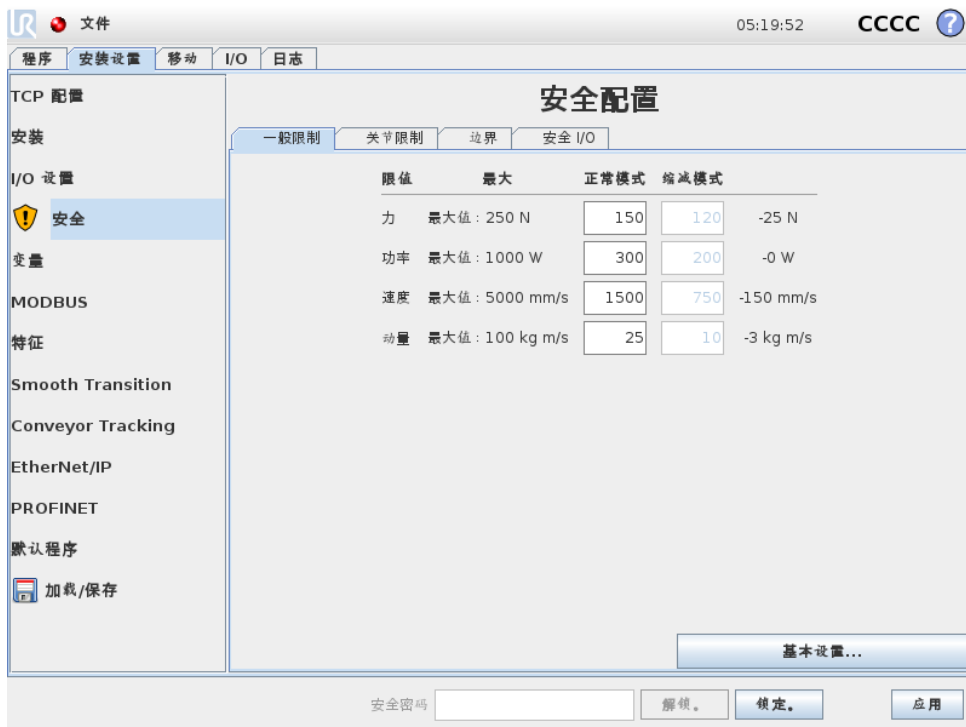 UR 文件 05:19:52 CCCC ?
程序 安装设置 移动 I/O 日志
TCP 配置
安装
I/O 设置
安全
变量
MODBUS
特征
Smooth Transition
Conveyor Tracking
EtherNet/IP
PROFINET
默认程序
加载/保存
安全配置
一般限制 关节限制 边界 安全 I/O
限值 最大 正常模式 缩减模式
力 最大值:250 N 150 120 -25 N
功率 最大值:1000 W 300 200 -0 W
速度 最大值:5000 mm/s 1500 750 -150 mm/s
动量 最大值:100 kg m/s 25 10 -3 kg m/s
基本设置...
安全密码 解锁。 锁定。 应用